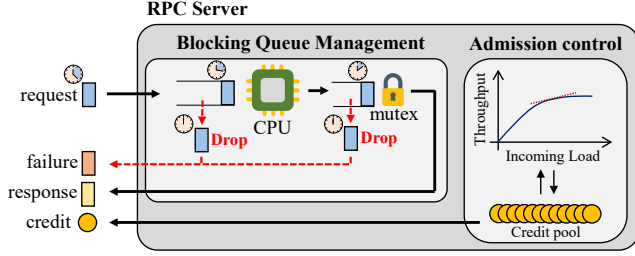 RPC Server
Blocking Queue Management
Admission control
request
CPU
mutex
Drop
Drop
Throughput
Incoming Load
failure
response
credit
Credit pool